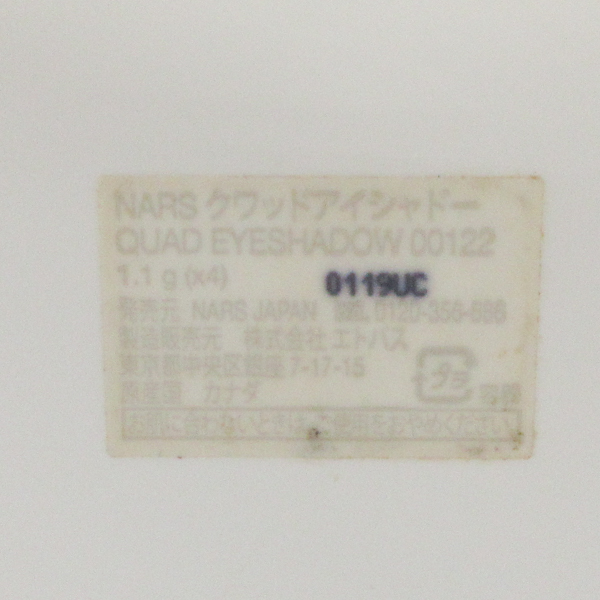 NARS クワッドアイシャドー
QUAD EYESHADOW 00122
1.1 g (x4) 0119UC
発売元 NARS JAPAN ☎ 0120-356-686
製造販売元 株式会社エトバス
東京都中央区銀座7-17-15
原産国 カナダ プラ 容器
お肌に合わないときは、ご使用をおやめください